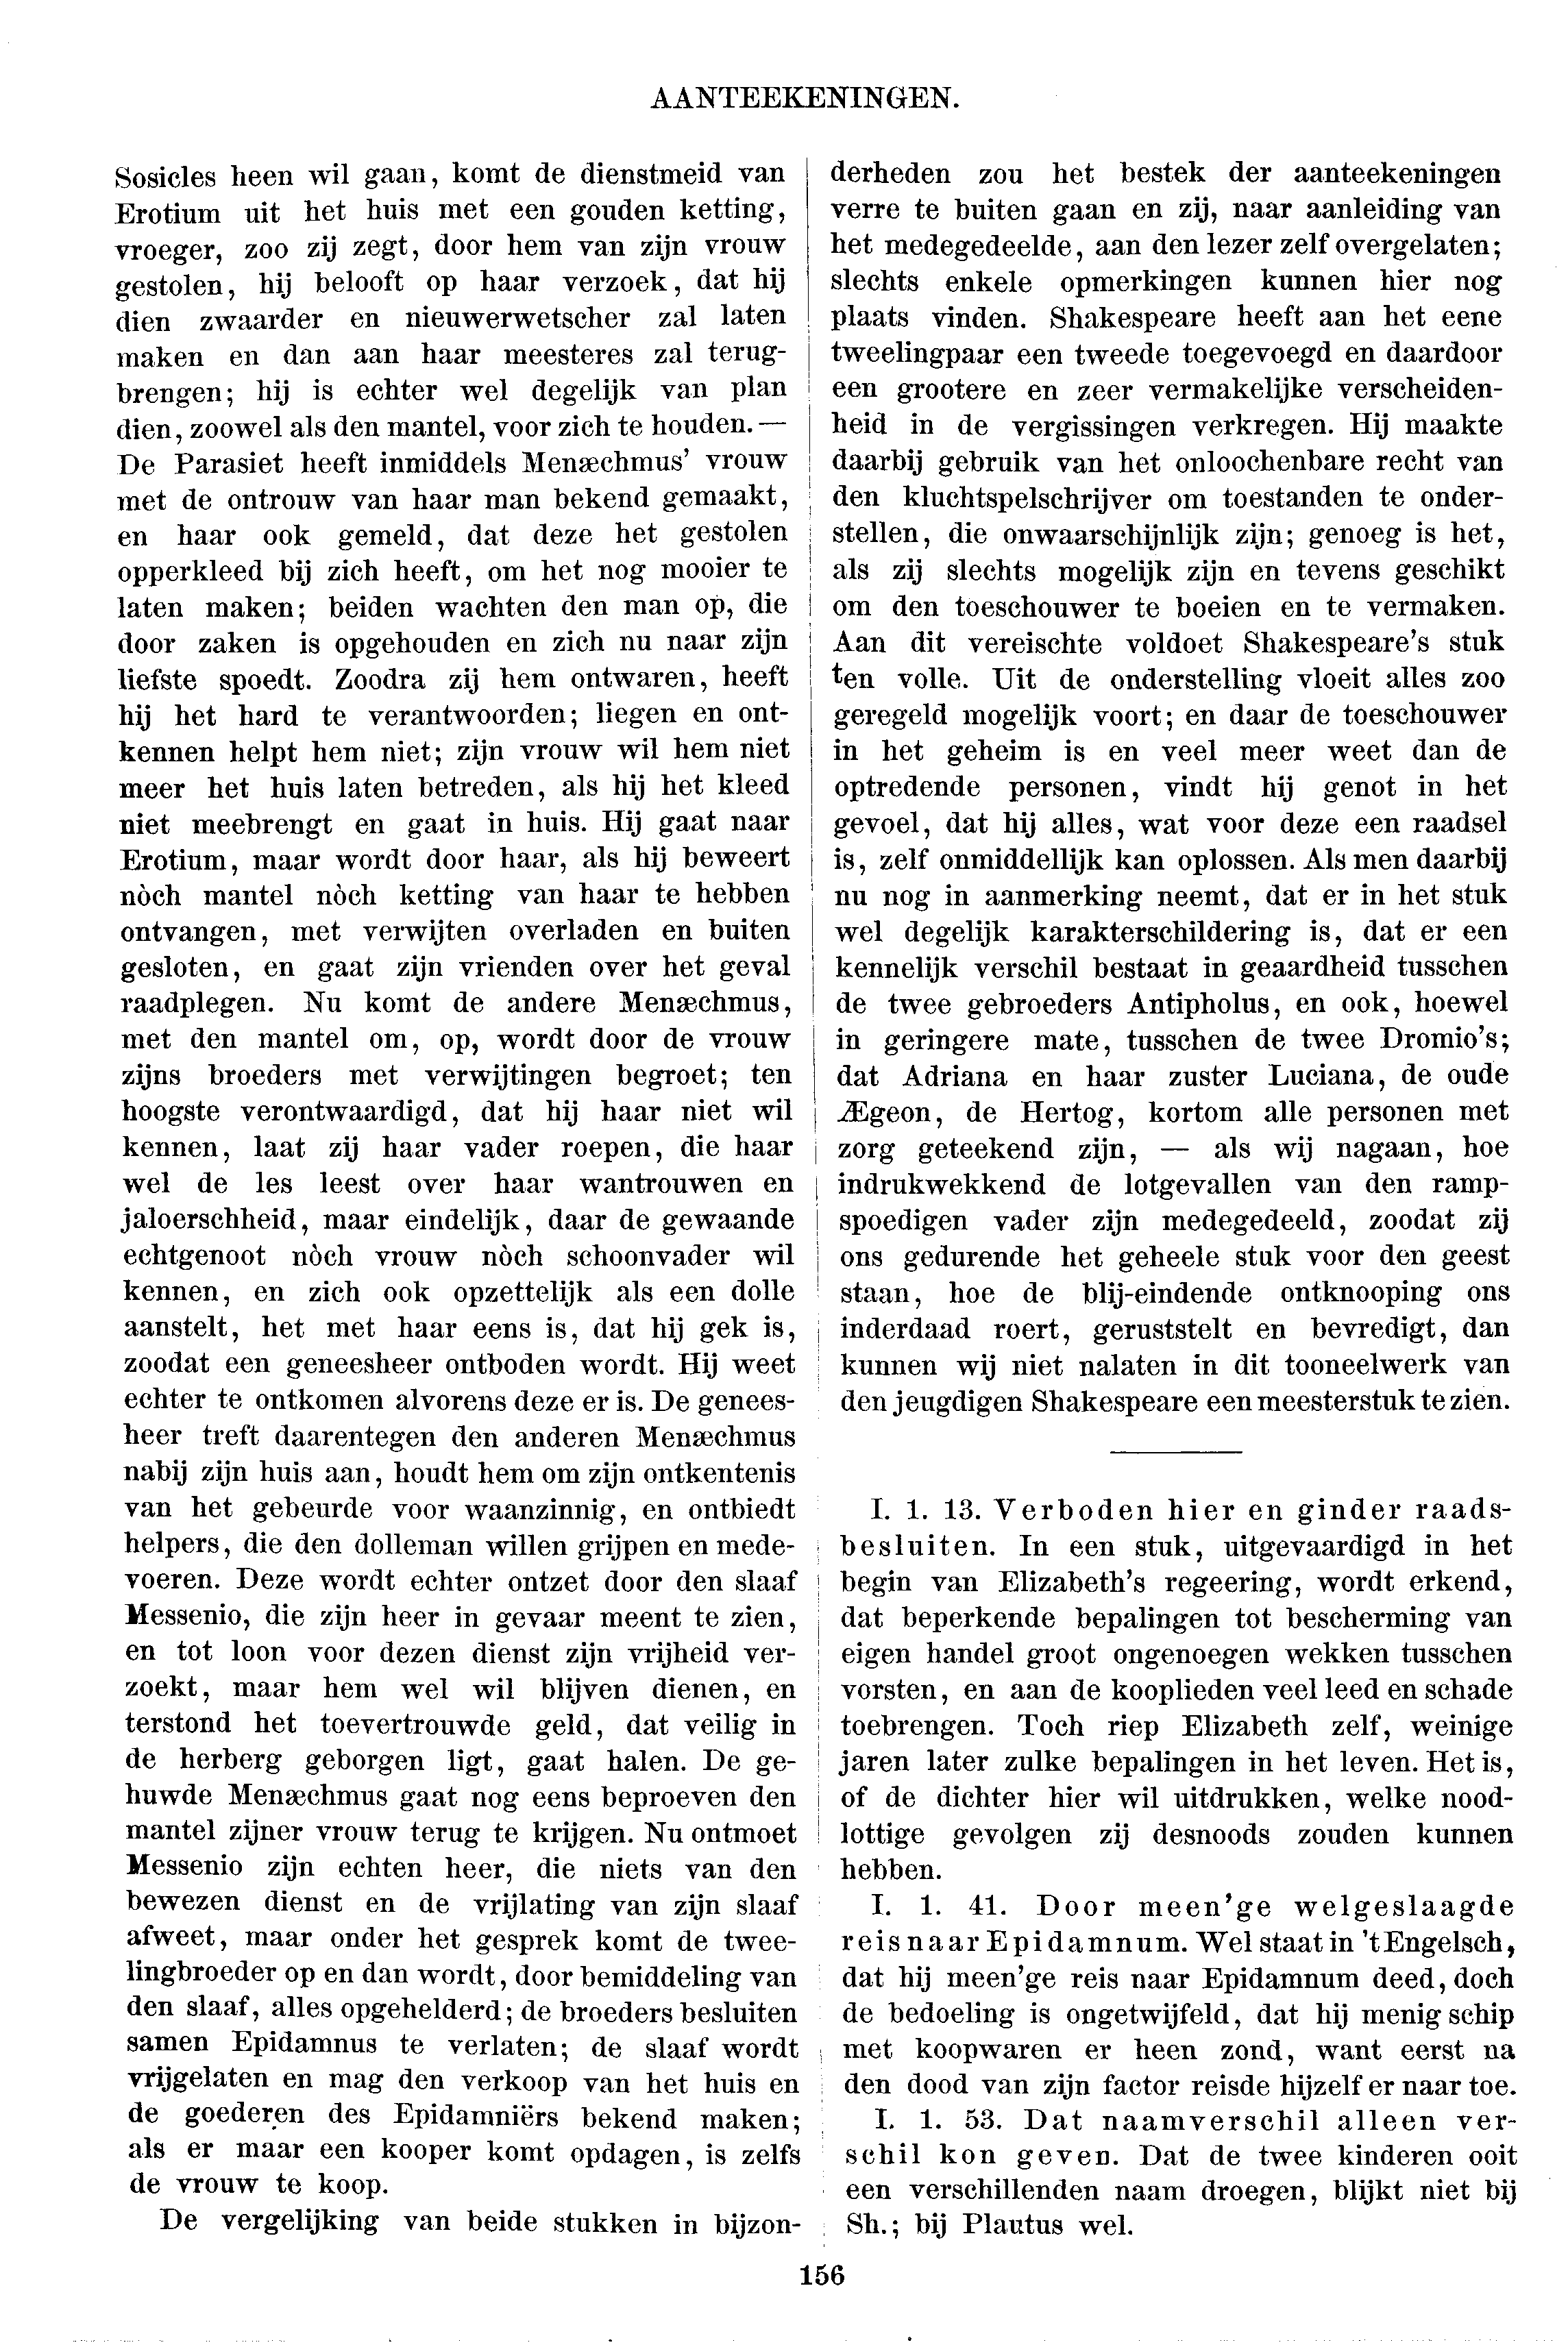 AANTEEKENINGEN.
Sosicles heen wil gaan, komt de dienstmeid van
Erotium uit het huis met een gouden ketting,
vroeger, zoo zij zegt, door hem van zijn vrouw
gestolen, hij belooft op haar verzoek, dat hij
dien zwaarder en nieuwerwetscher zal laten
maken en dan aan haar meesteres zal terug-
brengen; hij is echter wel degelijk van plan
dien, zoowel als den mantel, voor zich te houden. —
De Parasiet heeft inmiddels Menæchmus' vrouw
met de ontrouw van haar man bekend gemaakt,
en haar ook gemeld, dat deze het gestolen
opperkleed bij zich heeft, om het nog mooier te
laten maken; beiden wachten den man op, die
door zaken is opgehouden en zich nu naar zijn
liefste spoedt. Zoodra zij hem ontwaren, heeft
hij het hard te verantwoorden; liegen en ont-
kennen helpt hem niet; zijn vrouw wil hem niet
meer het huis laten betreden, als hij het kleed
niet meebrengt en gaat in huis. Hij gaat naar
Erotium, maar wordt door haar, als hij beweert
nòch mantel nòch ketting van haar te hebben
ontvangen, met verwijten overladen en buiten
gesloten, en gaat zijn vrienden over het geval
raadplegen. Nu komt de andere Menæchmus,
met den mantel om, op, wordt door de vrouw
zijns broeders met verwijtingen begroet; ten
hoogste verontwaardigd, dat hij haar niet wil
kennen, laat zij haar vader roepen, die haar
wel de les leest over haar wantrouwen en
jaloerschheid, maar eindelijk, daar de gewaande
echtgenoot nòch vrouw nòch schoonvader wil
kennen, en zich ook opzettelijk als een dolle
aanstelt, het met haar eens is, dat hij gek is,
zoodat een geneesheer ontboden wordt. Hij weet
echter te ontkomen alvorens deze er is. De genees-
heer treft daarentegen den anderen Menæchmus
nabij zijn huis aan, houdt hem om zijn ontkentenis
van het gebeurde voor waanzinnig, en ontbiedt
helpers, die den dolleman willen grijpen en mede-
voeren. Deze wordt echter ontzet door den slaaf
Messenio, die zijn heer in gevaar meent te zien,
en tot loon voor dezen dienst zijn vrijheid ver-
zoekt, maar hem wel wil blijven dienen, en
terstond het toevertrouwde geld, dat veilig in
de herberg geborgen ligt, gaat halen. De ge-
huwde Menæchmus gaat nog eens beproeven den
mantel zijner vrouw terug te krijgen. Nu ontmoet
Messenio zijn echten heer, die niets van den
bewezen dienst en de vrijlating van zijn slaaf
afweet, maar onder het gesprek komt de twee-
lingbroeder op en dan wordt, door bemiddeling van
den slaaf, alles opgehelderd; de broeders besluiten
samen Epidamnus te verlaten; de slaaf wordt
vrijgelaten en mag den verkoop van het huis en
de goederen des Epidamniërs bekend maken;
als er maar een kooper komt opdagen, is zelfs
de vrouw te koop.
De vergelijking van beide stukken in bijzon-
derheden zou het bestek der aanteekeningen
verre te buiten gaan en zij, naar aanleiding van
het medegedeelde, aan den lezer zelf overgelaten;
slechts enkele opmerkingen kunnen hier nog
plaats vinden. Shakespeare heeft aan het eene
tweelingpaar een tweede toegevoegd en daardoor
een grootere en zeer vermakelijke verscheiden-
heid in de vergissingen verkregen. Hij maakte
daarbij gebruik van het onloochenbare recht van
den kluchtspelschrijver om toestanden te onder-
stellen, die onwaarschijnlijk zijn; genoeg is het,
als zij slechts mogelijk zijn en tevens geschikt
om den toeschouwer te boeien en te vermaken.
Aan dit vereischte voldoet Shakespeare's stuk
ten volle. Uit de onderstelling vloeit alles zoo
geregeld mogelijk voort; en daar de toeschouwer
in het geheim is en veel meer weet dan de
optredende personen, vindt hij genot in het
gevoel, dat hij alles, wat voor deze een raadsel
is, zelf onmiddellijk kan oplossen. Als men daarbij
nu nog in aanmerking neemt, dat er in het stuk
wel degelijk karakterschildering is, dat er een
kennelijk verschil bestaat in geaardheid tusschen
de twee gebroeders Antipholus, en ook, hoewel
in geringere mate, tusschen de twee Dromio's;
dat Adriana en haar zuster Luciana, de oude
Ægeon, de Hertog, kortom alle personen met
zorg geteekend zijn, — als wij nagaan, hoe
indrukwekkend de lotgevallen van den ramp-
spoedigen vader zijn medegedeeld, zoodat zij
ons gedurende het geheele stuk voor den geest
staan, hoe de blij-eindende ontknooping ons
inderdaad roert, geruststelt en bevredigt, dan
kunnen wij niet nalaten in dit tooneelwerk van
den jeugdigen Shakespeare een meesterstuk te zien.
I. 1. 13. Verboden hier en ginder raads-
besluiten. In een stuk, uitgevaardigd in het
begin van Elizabeth's regeering, wordt erkend,
dat beperkende bepalingen tot bescherming van
eigen handel groot ongenoegen wekken tusschen
vorsten, en aan de kooplieden veel leed en schade
toebrengen. Toch riep Elizabeth zelf, weinige
jaren later zulke bepalingen in het leven. Het is,
of de dichter hier wil uitdrukken, welke nood-
lottige gevolgen zij desnoods zouden kunnen
hebben.
I. 1. 41. Door meen'ge welgeslaagde
reis naar Epidamnum. Wel staat in 't Engelsch,
dat hij meen'ge reis naar Epidamnum deed, doch
de bedoeling is ongetwijfeld, dat hij menig schip
met koopwaren er heen zond, want eerst na
den dood van zijn factor reisde hijzelf er naar toe.
I. 1. 53. Dat naamverschil alleen ver-
schil kon geven. Dat de twee kinderen ooit
een verschillenden naam droegen, blijkt niet bij
Sh.; bij Plautus wel.
156